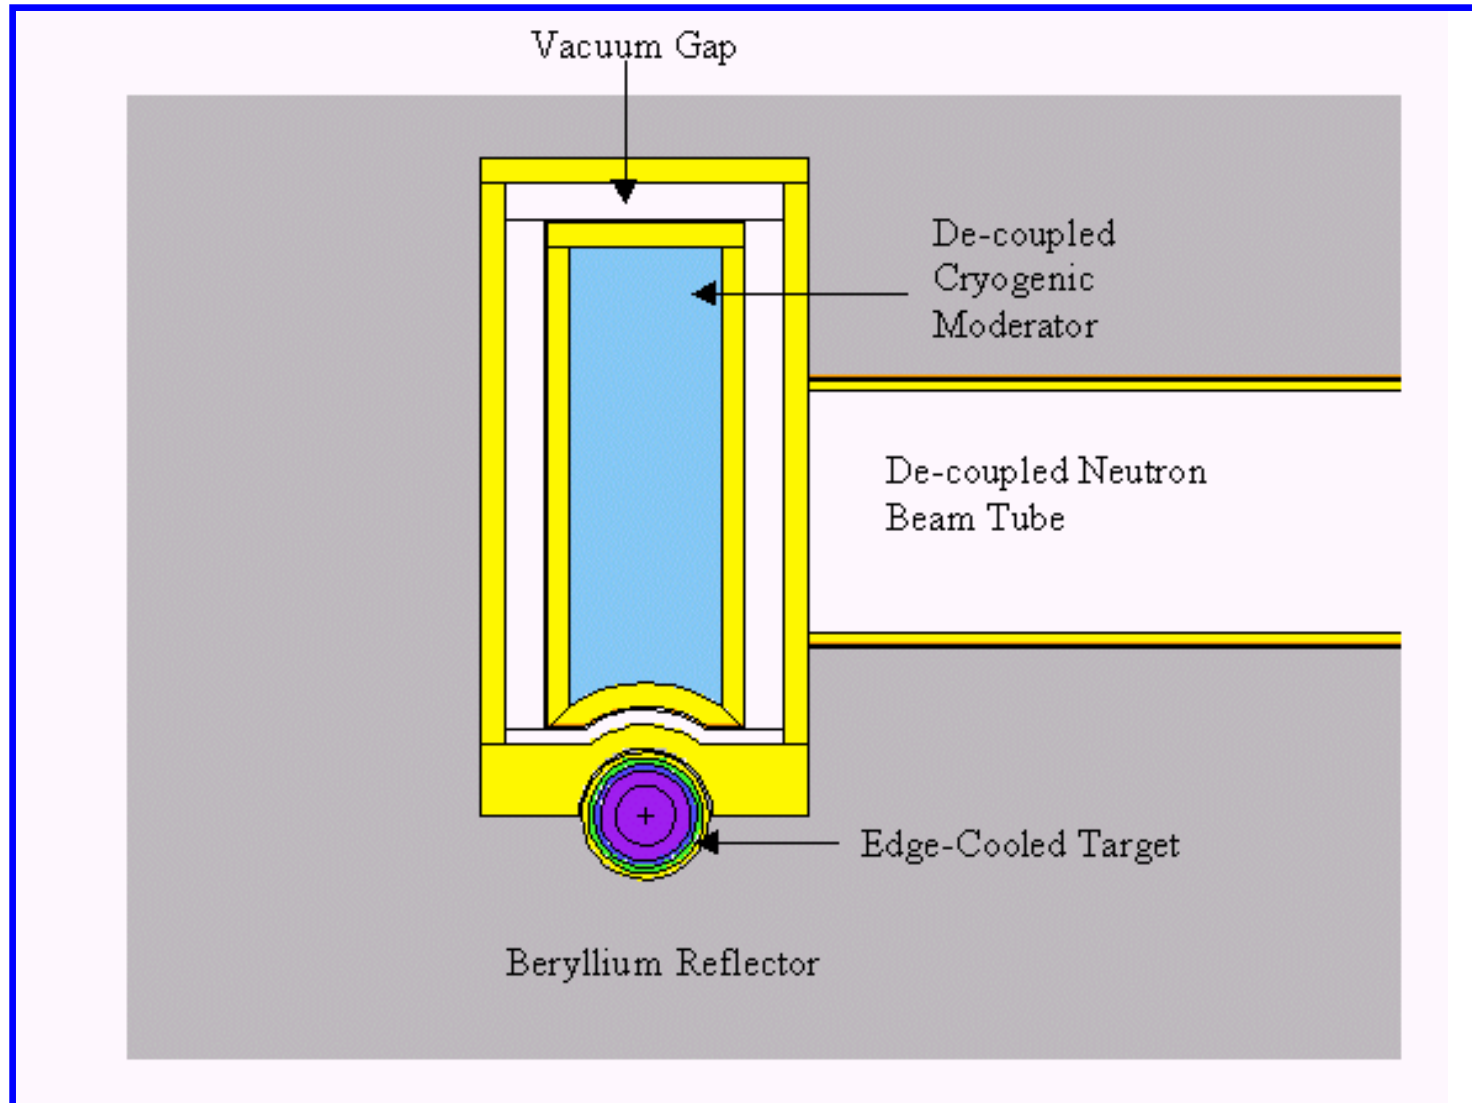 Vacuum Gap
De-coupled
Cryogenic
Moderator
De-coupled Neutron
Beam Tube
Edge-Cooled Target
Beryllium Reflector